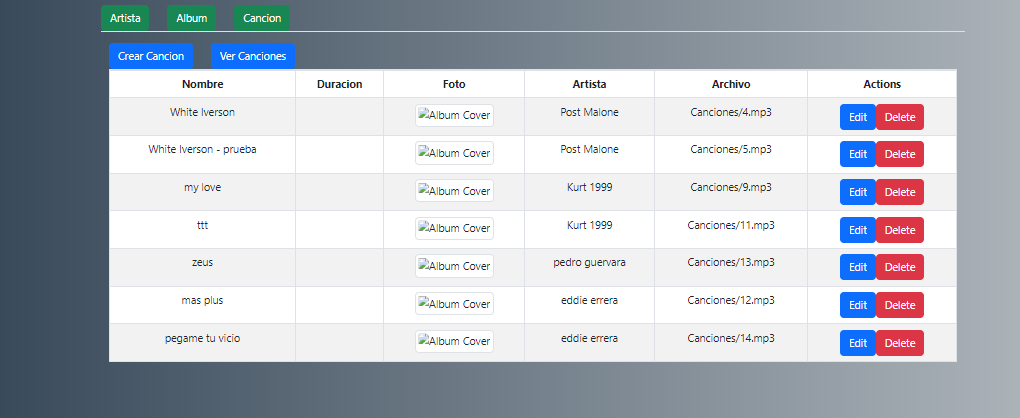 Artista Album Cancion
Crear Cancion Ver Canciones
Nombre Duracion Foto Artista Archivo Actions
White Iverson Album Cover Post Malone Canciones/4.mp3 Edit Delete
White Iverson - prueba Album Cover Post Malone Canciones/5.mp3 Edit Delete
my love Album Cover Kurt 1999 Canciones/9.mp3 Edit Delete
ttt Album Cover Kurt 1999 Canciones/11.mp3 Edit Delete
zeus Album Cover pedro guervara Canciones/13.mp3 Edit Delete
mas plus Album Cover eddie errera Canciones/12.mp3 Edit Delete
pegame tu vicio Album Cover eddie errera Canciones/14.mp3 Edit Delete